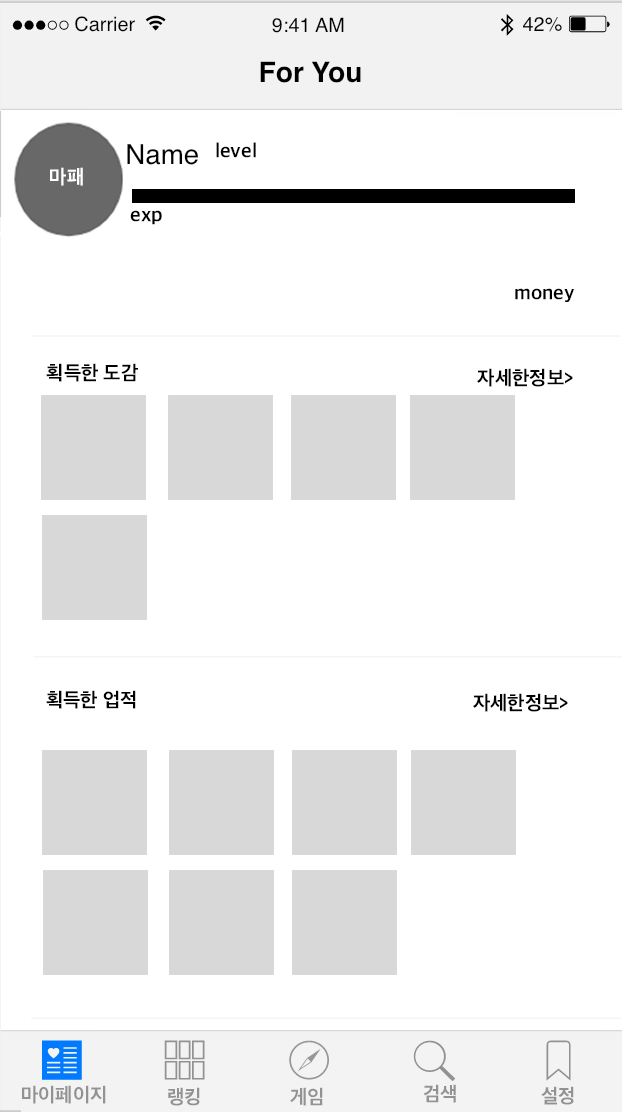 Carrier 9:41 AM 42%
For You
마패
Name level
exp
money
획득한 도감 자세한정보>
획득한 업적 자세한정보>
마이페이지 랭킹 게임 검색 설정